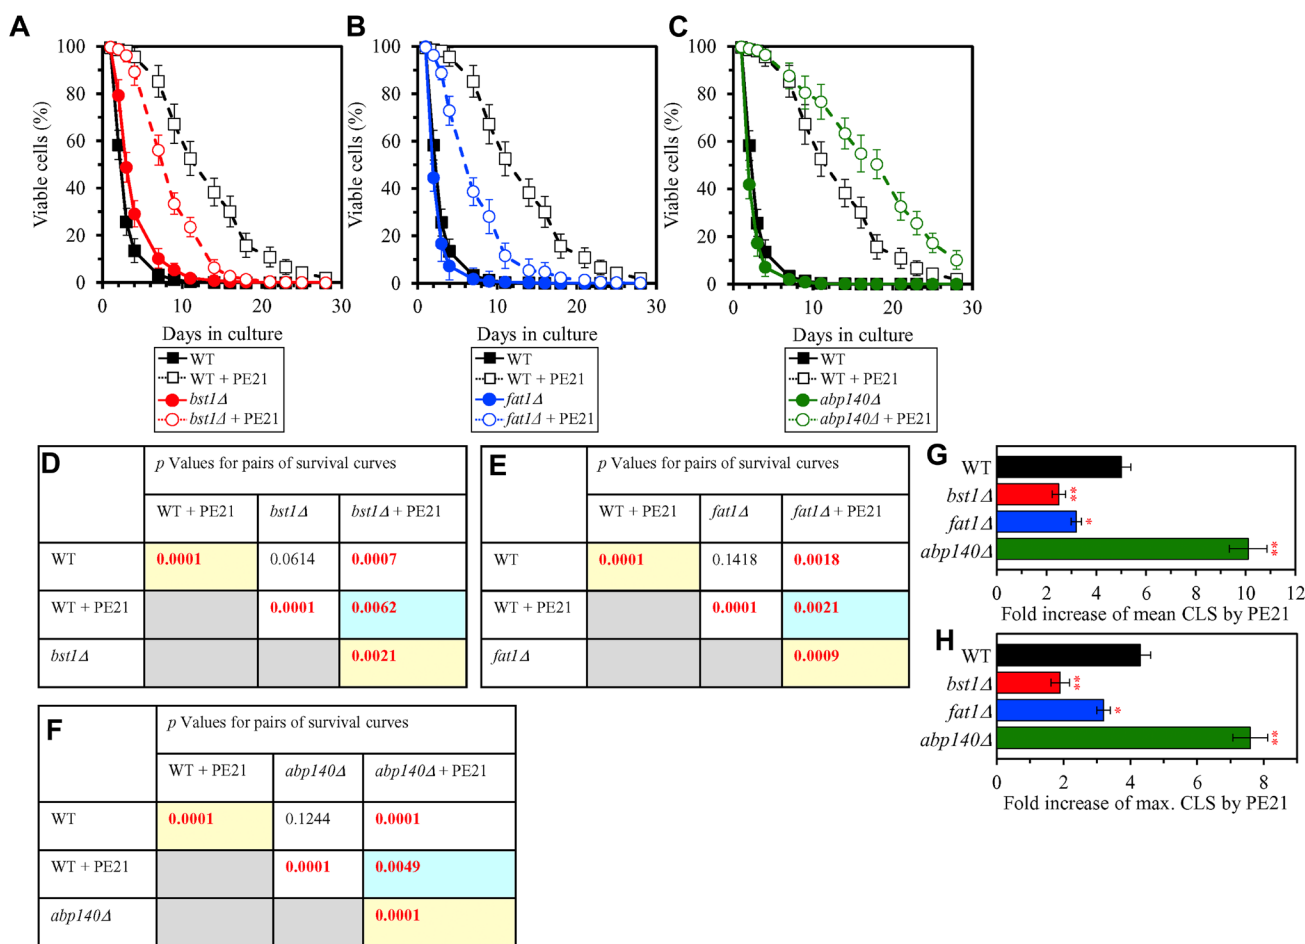 A
B
C
100
80
60
40
20
0
Viable cells (%)
0
10
20
30
Days in culture
WT
WT + PE21
bst1Δ
bst1Δ + PE21
100
80
60
40
20
0
Viable cells (%)
0
10
20
30
Days in culture
WT
WT + PE21
fat1Δ
fat1Δ + PE21
100
80
60
40
20
0
Viable cells (%)
0
10
20
30
Days in culture
WT
WT + PE21
abp140Δ
abp140Δ + PE21
D
p Values for pairs of survival curves
WT + PE21 bst1Δ bst1Δ + PE21
WT 0.0001 0.0614 0.0007
WT + PE21 0.0001 0.0062
bst1Δ 0.0021
E
p Values for pairs of survival curves
WT + PE21 fat1Δ fat1Δ + PE21
WT 0.0001 0.1418 0.0018
WT + PE21 0.0001 0.0021
fat1Δ 0.0009
F
p Values for pairs of survival curves
WT + PE21 abp140Δ abp140Δ + PE21
WT 0.0001 0.1244 0.0001
WT + PE21 0.0001 0.0049
abp140Δ 0.0001
G
WT
bst1Δ **
fat1Δ *
abp140Δ **
0 2 4 6 8 10 12
Fold increase of mean CLS by PE21
H
WT
bst1Δ **
fat1Δ *
abp140Δ **
0 2 4 6 8
Fold increase of max. CLS by PE21